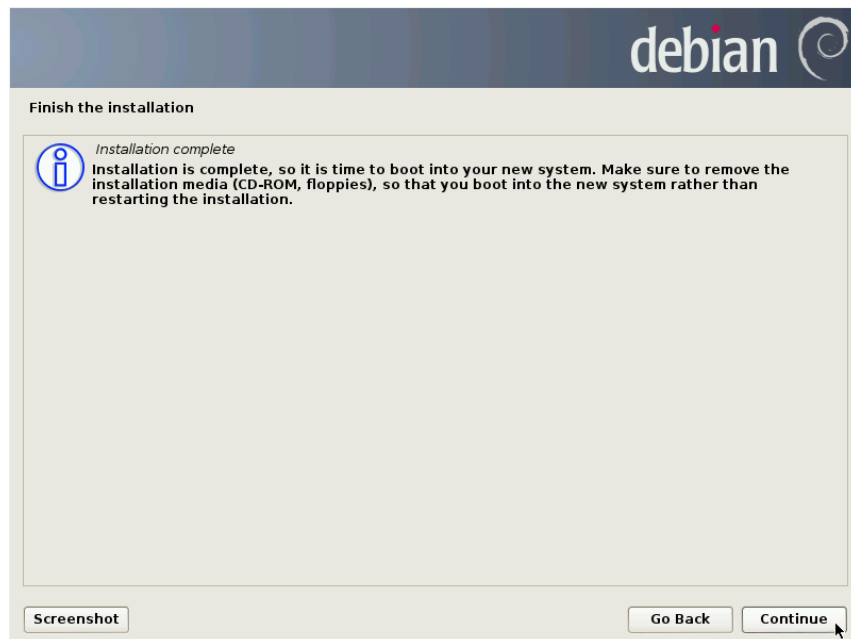 debian
Finish the installation
Installation complete
Installation is complete, so it is time to boot into your new system. Make sure to remove the
installation media (CD-ROM, floppies), so that you boot into the new system rather than
restarting the installation.
Screenshot
Go Back
Continue